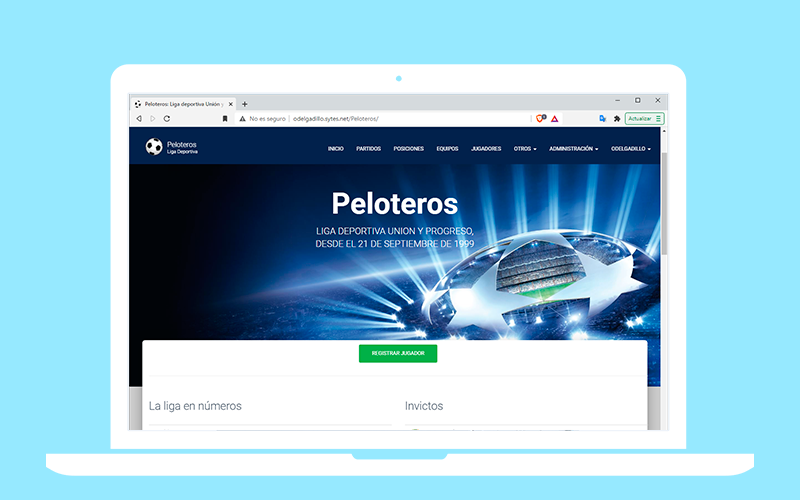 Peloteros: Liga deportiva Unión y
No es seguro | odelgadillo.sytes.net/Peloteros/
Actualizar
Peloteros
Liga Deportiva
INICIO PARTIDOS POSICIONES EQUIPOS JUGADORES OTROS ADMINISTRACIÓN ODELGADILLO
Peloteros
LIGA DEPORTIVA UNION Y PROGRESO,
DESDE EL 21 DE SEPTIEMBRE DE 1999
REGISTRAR JUGADOR
La liga en números Invictos